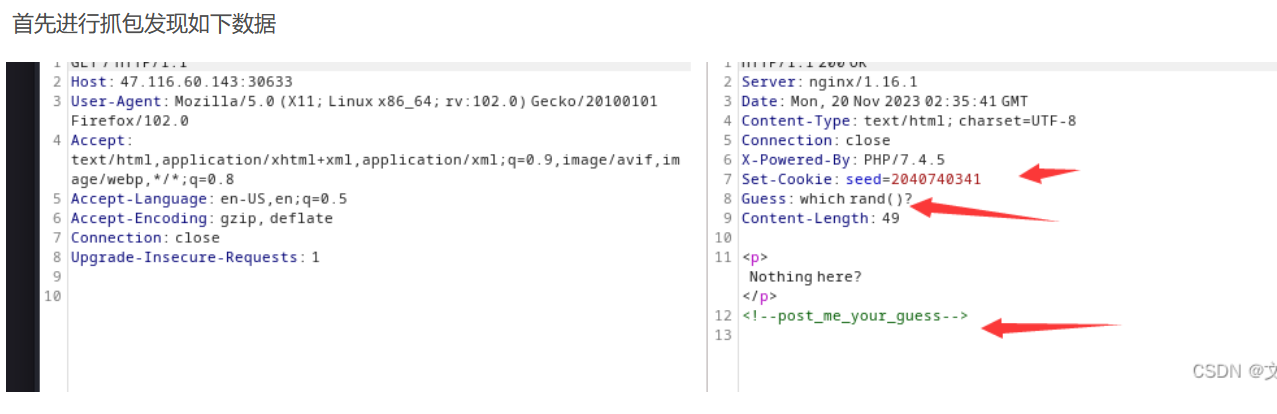 首先进行抓包发现如下数据
1 GET / HTTP/1.1
2 Host: 47.116.60.143:30633
3 User-Agent: Mozilla/5.0 (X11; Linux x86_64; rv:102.0) Gecko/20100101
Firefox/102.0
4 Accept:
text/html,application/xhtml+xml,application/xml;q=0.9,image/avif,im
age/webp,*/*;q=0.8
5 Accept-Language: en-US,en;q=0.5
6 Accept-Encoding: gzip, deflate
7 Connection: close
8 Upgrade-Insecure-Requests: 1
9
10
1 HTTP/1.1 200 OK
2 Server: nginx/1.16.1
3 Date: Mon, 20 Nov 2023 02:35:41 GMT
4 Content-Type: text/html; charset=UTF-8
5 Connection: close
6 X-Powered-By: PHP/7.4.5
7 Set-Cookie: seed=2040740341
8 Guess: which rand()?
9 Content-Length: 49
10
11 <p>
Nothing here?
</p>
12 <!--post_me_your_guess-->
13
CSDN @文